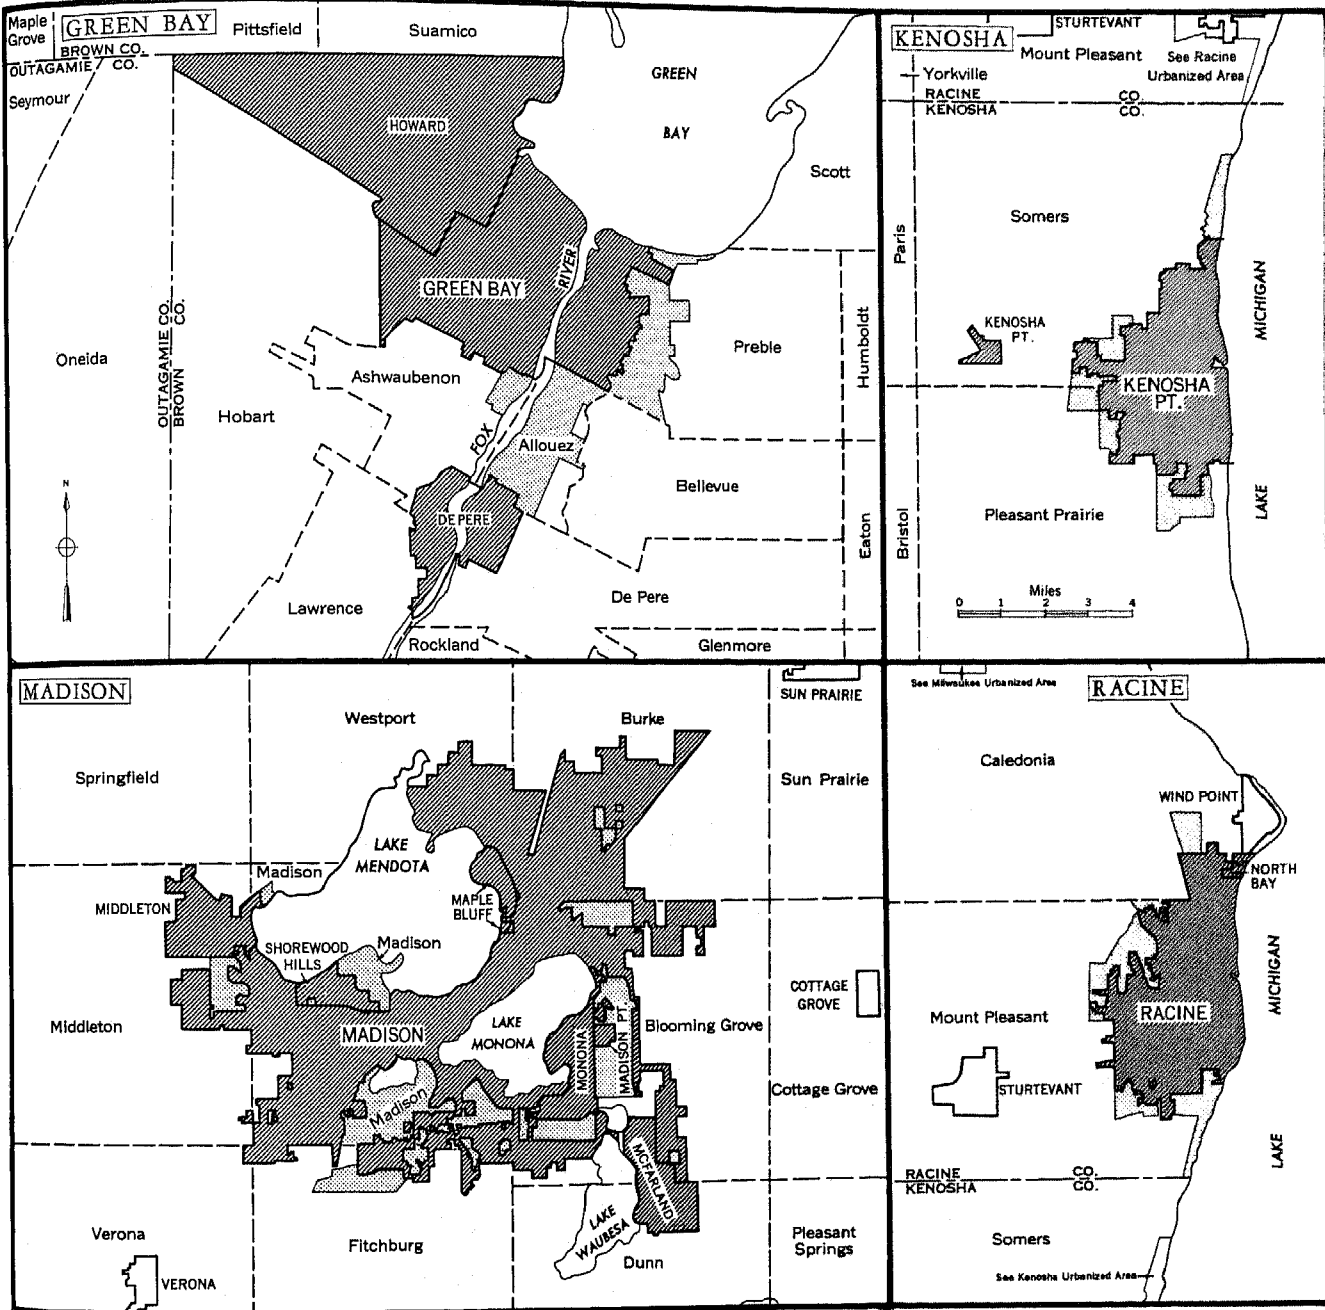 Maple
Grove
GREEN BAY
Pittsfield
Suamico
BROWN CO.
OUTAGAMIE CO.
Seymour
GREEN
BAY
HOWARD
Scott
RIVER
GREEN BAY
OUTAGAMIE CO.
BROWN CO.
Oneida
Preble
Humboldt
Ashwaubenon
Hobart
FOX
Allouez
N
Bellevue
DE PERE
Eaton
De Pere
Lawrence
Rockland
Glenmore
KENOSHA
STURTEVANT
Mount Pleasant
See Racine
Urbanized Area
Yorkville
RACINE CO.
KENOSHA CO.
Somers
Paris
MICHIGAN
KENOSHA
PT.
KENOSHA
PT.
Pleasant Prairie
LAKE
Bristol
Miles
0 1 2 3 4
MADISON
SUN PRAIRIE
Westport
Burke
Springfield
Sun Prairie
LAKE
MENDOTA
Madison
MIDDLETON
MAPLE
BLUFF
SHOREWOOD
HILLS
Madison
COTTAGE
GROVE
Middleton
MADISON
LAKE
MONONA
Blooming Grove
MONONA
MADISON PT.
Madison
Cottage Grove
MCFARLAND
LAKE
WAUBESA
Verona
Fitchburg
Dunn
Pleasant
Springs
VERONA
See Milwaukee Urbanized Area
RACINE
Caledonia
WIND POINT
NORTH
BAY
MICHIGAN
RACINE
Mount Pleasant
STURTEVANT
LAKE
RACINE CO.
KENOSHA CO.
Somers
See Kenosha Urbanized Area